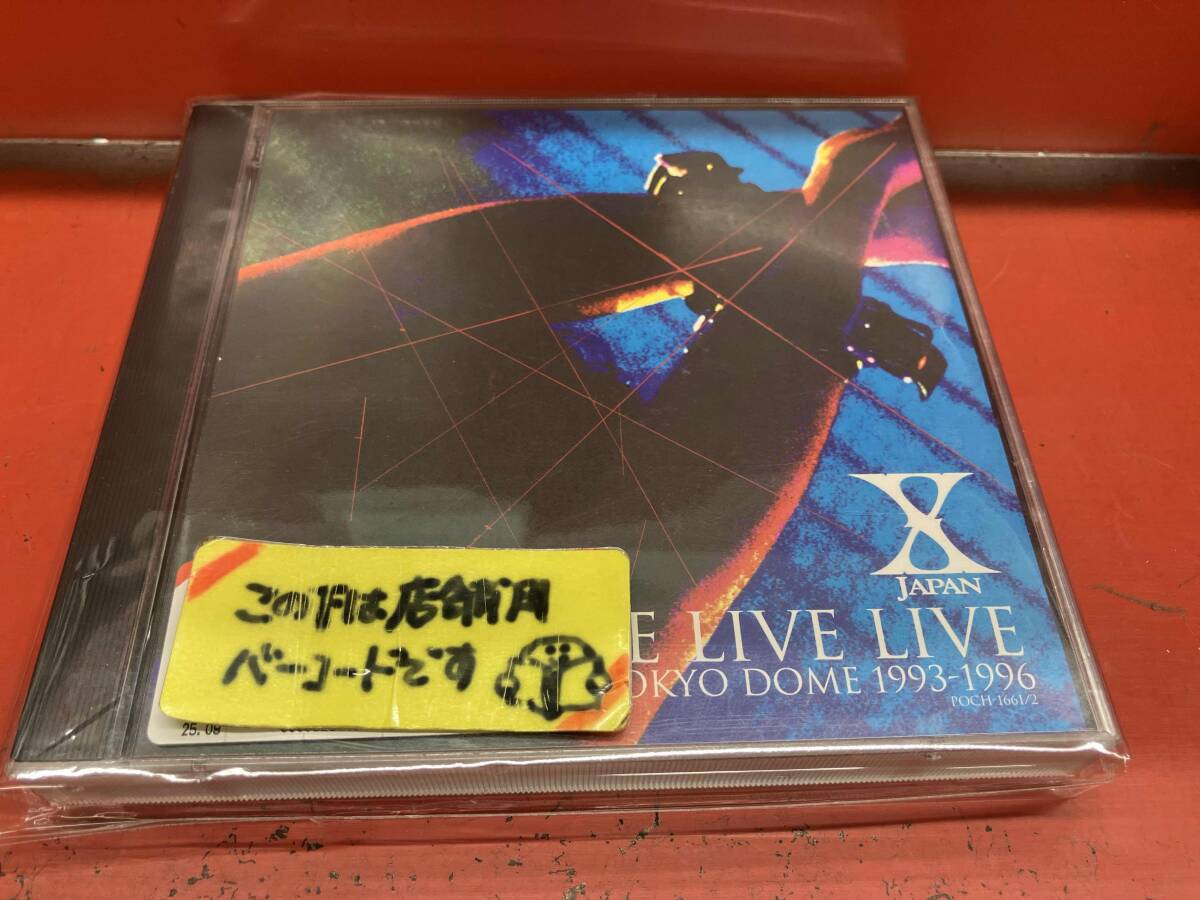 X
JAPAN
E LIVE LIVE
OKYO DOME 1993-1996
POCH-1661/2
この下は店舗用
バーコードです
25.08